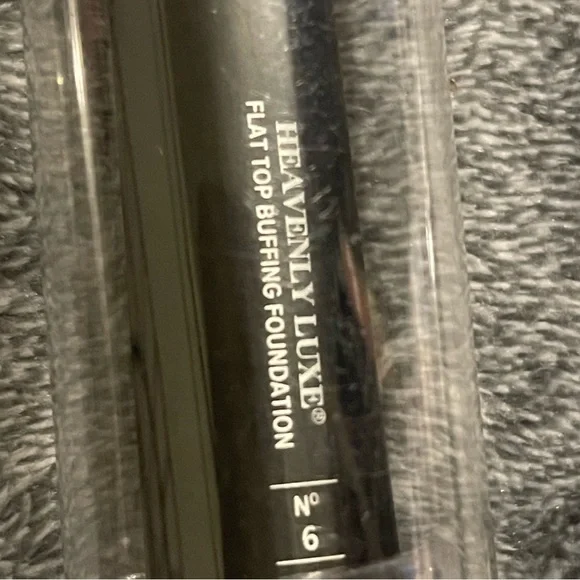 HEAVENLY LUXE®
FLAT TOP BUFFING FOUNDATION
Nº
6